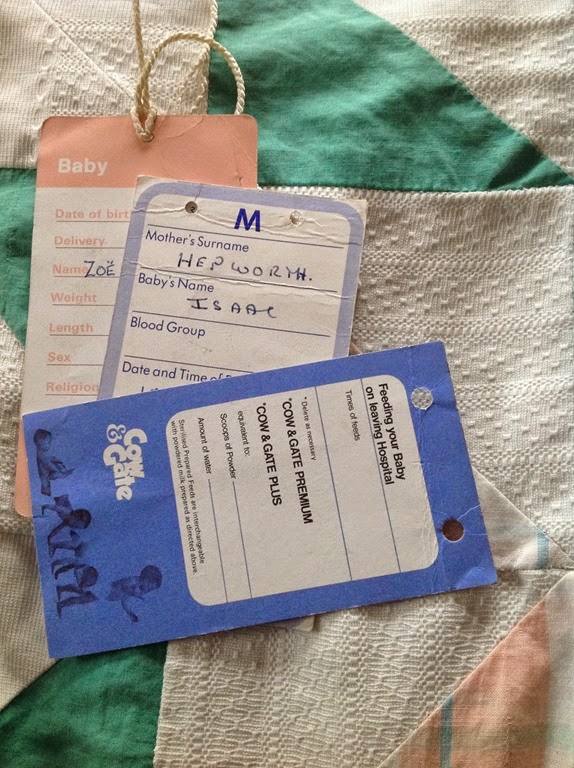 Baby
Date of birt
Delivery
Name ZOË
Weight
Length
Sex
Religion
M
Mother's Surname
HEPWORTH.
Baby's Name
ISAAC
Blood Group
Date and Time of
Feeding your Baby
on leaving Hospital
Times of feeds
* Delete as necessary
*COW & GATE PREMIUM
*COW & GATE PLUS
equivalent to:
Scoops of Powder
Amount of water
Sterilised Prepared Feeds are interchangeable
with powdered milk prepared as directed above.
COW
&
GATE